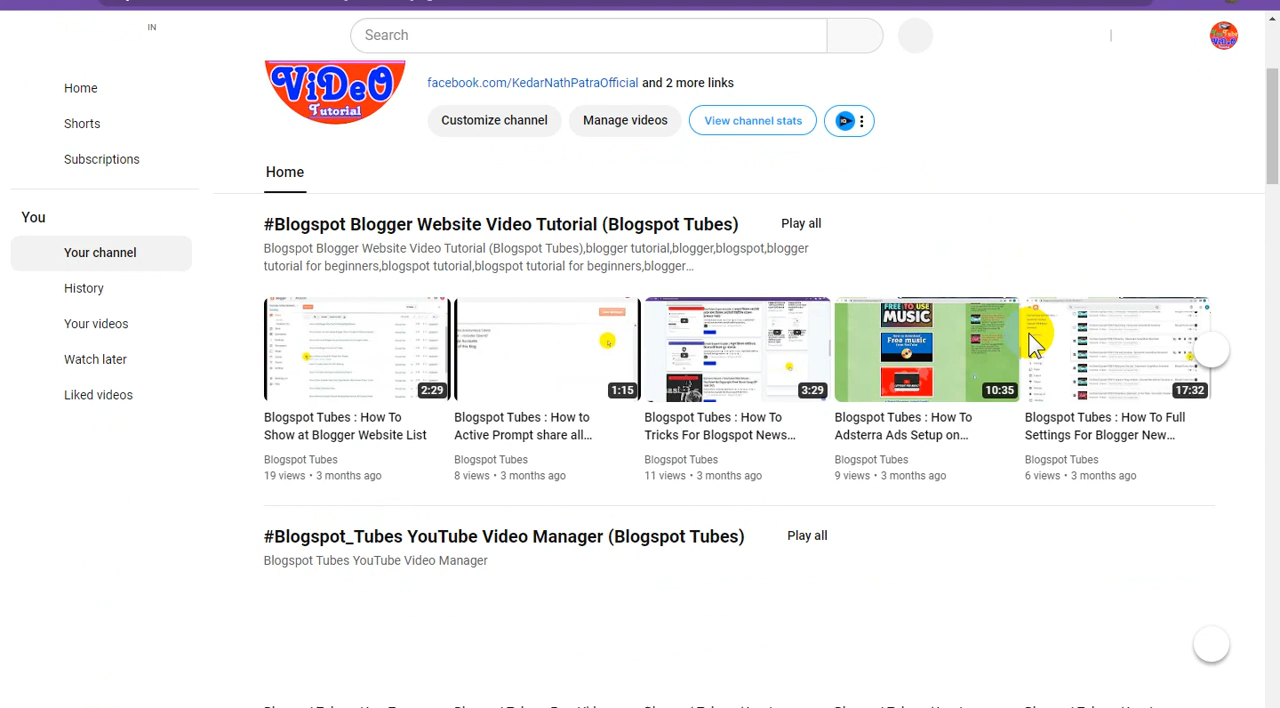 IN
Search
ViDeO
Tutorial
facebook.com/KedarNathPatraOfficial and 2 more links
Customize channel
Manage videos
View channel stats
Home
Shorts
Subscriptions
You
Your channel
History
Your videos
Watch later
Liked videos
Home
#Blogspot Blogger Website Video Tutorial (Blogspot Tubes)
Play all
Blogspot Blogger Website Video Tutorial (Blogspot Tubes),blogger tutorial,blogger,blogspot,blogger
tutorial for beginners,blogspot tutorial,blogspot tutorial for beginners,blogger...
2:29
1:15
3:29
FREE TO USE
MUSIC
Free music
10:35
17:32
Blogspot Tubes : How To
Show at Blogger Website List
Blogspot Tubes
19 views • 3 months ago
Blogspot Tubes : How to
Active Prompt share all...
Blogspot Tubes
8 views • 3 months ago
Blogspot Tubes : How To
Tricks For Blogspot News...
Blogspot Tubes
11 views • 3 months ago
Blogspot Tubes : How To
Adsterra Ads Setup on...
Blogspot Tubes
9 views • 3 months ago
Blogspot Tubes : How To Full
Settings For Blogger New...
Blogspot Tubes
6 views • 3 months ago
#Blogspot_Tubes YouTube Video Manager (Blogspot Tubes)
Play all
Blogspot Tubes YouTube Video Manager